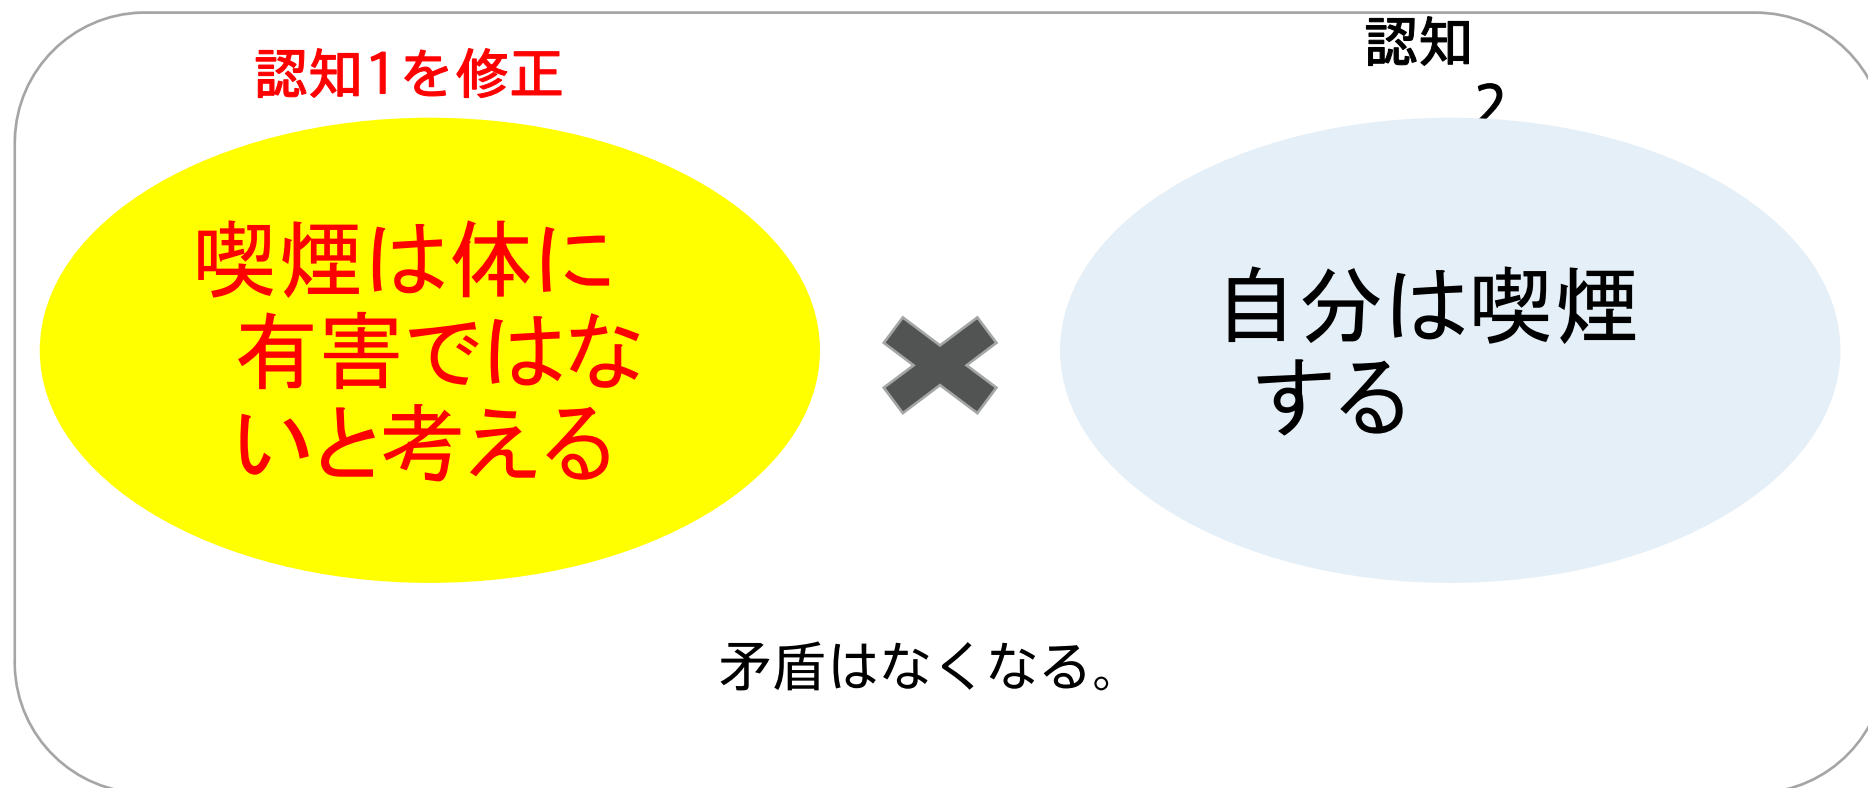 認知1を修正
認知
2
喫煙は体に
有害ではな
いと考える
自分は喫煙
する
矛盾はなくなる。